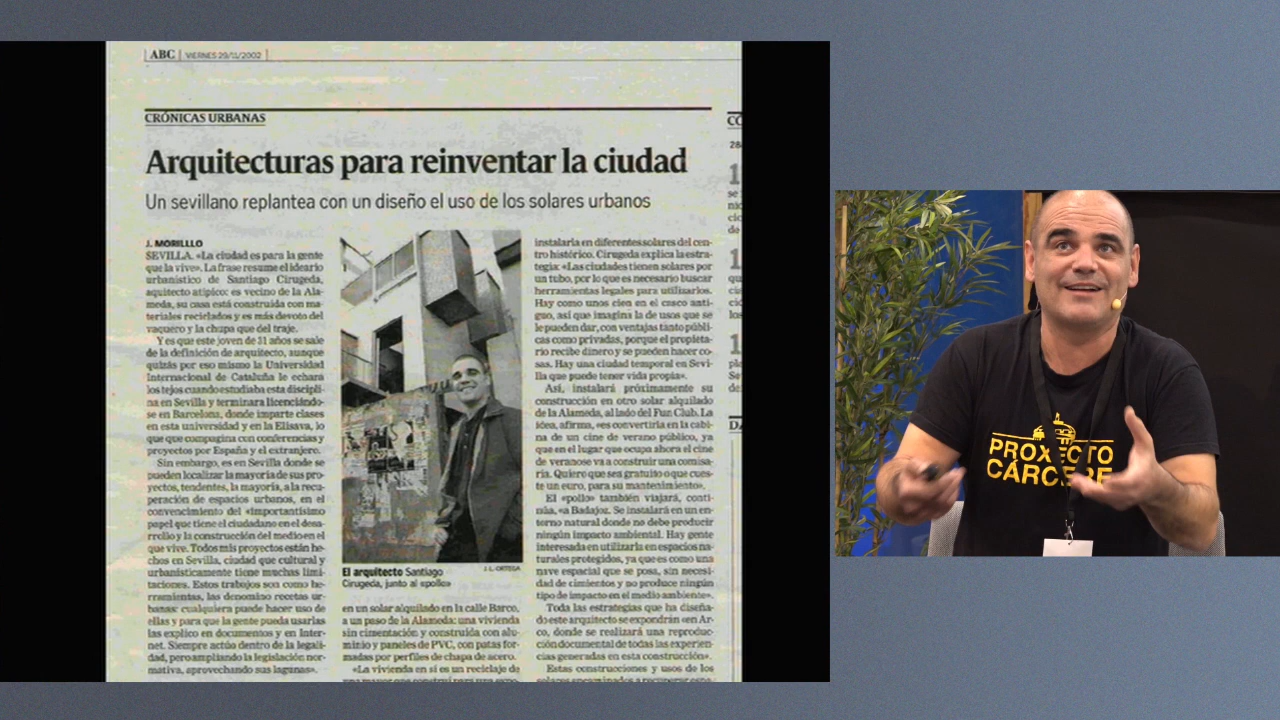 ABC | VIERNES 29/11/2002
CRÓNICAS URBANAS
Arquitecturas para reinventar la ciudad
Un sevillano replantea con un diseño el uso de los solares urbanos
J. MORILLLO
SEVILLA. «La ciudad es para la gente
que la vive». La frase resume el ideario
urbanístico de Santiago Cirugeda,
aquitecto atípico: es vecino de la Ala-
meda, su casa está construida con ma-
teriales reciclados y es más devoto del
vaquero y la chupa que del traje.
Y es que este joven de 31 años se sale
de la definición de arquitecto, aunque
quizás por eso mismo la Universidad
Internacional de Cataluña le echara
los tejos cuando estudiaba esta discipli-
na en Sevilla y terminara licenciándo-
se en Barcelona, donde imparte clases
en esta universidad y en la Elisava, lo
que que compagina con conferencias y
proyectos por España y el extranjero.
Sin embargo, es en Sevilla donde se
pueden localizar la mayoría de sus pro-
yectos, tendentes, la mayoría, a la recu-
peración de espacios urbanos, en el
convencimiento del «importantísimo
papel que tiene el ciudadano en el desa-
rrollo y la construcción del medio en el
que vive. Todos mis proyectos están he-
chos en Sevilla, ciudad que cultural y
urbanísticamente tiene muchas limi-
taciones. Estos trabajos son como he-
rramientas, las denomino recetas ur-
banas: cualquiera puede hacer uso de
ellas y para que la gente pueda usarlas
las explico en documentos y en Inter-
net. Siempre actúo dentro de la legali-
dad, pero ampliando la legislación nor-
mativa, aprovechando sus lagunas».
J. L. ORTEGA
El arquitecto Santiago
Cirugeda, junto al «pollo»
en un solar alquilado en la calle Barco,
a un paso de la Alameda: una vivienda
sin cimentación y construida con alu-
minio y paneles de PVC, con patas for-
madas por perfiles de chapa de acero.
«La vivienda en sí es un reciclaje de
instalarla en diferentes solares del cen-
tro histórico. Cirugeda explica la estra-
tegia: «Las ciudades tienen solares por
un tubo, por lo que es necesario buscar
herramientas legales para utilizarlos.
Hay como unos cien en el casco anti-
guo, así que imagina la de usos que se
le pueden dar, con ventajas tanto públi-
cas como privadas, porque el propieta-
rio recibe dinero y se pueden hacer co-
sas. Hay una ciudad temporal en Sevi-
lla que puede tener vida propia».
Así, instalará próximamente su
construcción en otro solar alquilado
de la Alameda, al lado del Fun Club. La
idea, afirma, «es convertirla en la cabi-
na de un cine de verano público, ya
que en el lugar que ocupa ahora el cine
de verano se va a construir una comisa-
ría. Quiero que sea gratuito o que cues-
te un euro, para su mantenimiento».
El «pollo» también viajará, conti-
núa, «a Badajoz. Se instalará en un en-
torno natural donde no debe producir
ningún impacto ambiental. Hay gente
interesada en utilizarla en espacios na-
turales protegidos, ya que es como una
nave espacial que se posa, sin necesi-
dad de cimientos y no produce ningún
tipo de impacto en el medio ambiente».
Toda las estrategias que ha diseña-
do este arquitecto se expondrán «en Ar-
co, donde se realizará una reproduc-
ción documental de todas las experien-
cias generadas en esta construcción».
Estas construcciones y usos de los
PROXECTO
CÁRCERE